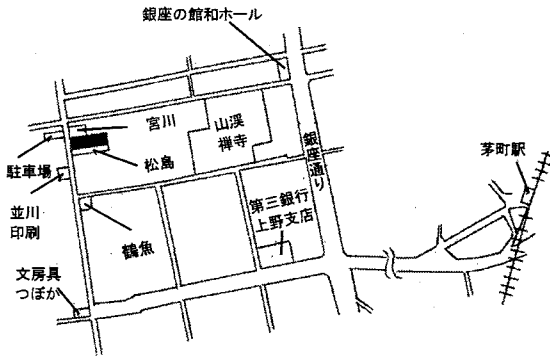 銀座の館和ホール
宮川
山渓
禅寺
銀座通り
茅町駅
駐車場
松島
並川
印刷
鶴魚
第三銀行
上野支店
文房具
つぼか